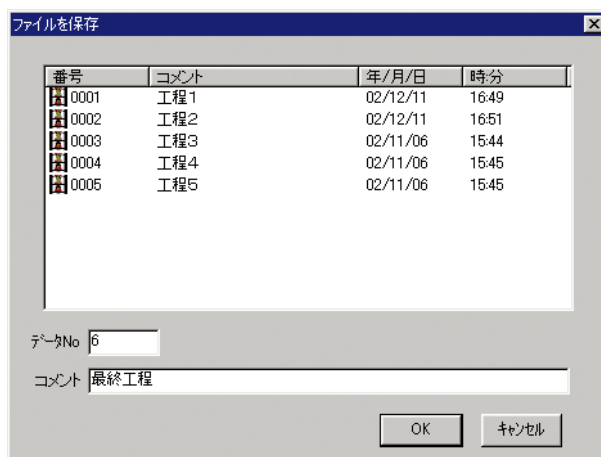 ファイルを保存
番号 コメント 年/月/日 時:分
0001 工程1 02/12/11 16:49
0002 工程2 02/12/11 16:51
0003 工程3 02/11/06 15:44
0004 工程4 02/11/06 15:45
0005 工程5 02/11/06 15:45
データNo 6
コメント 最終工程
OK キャンセル